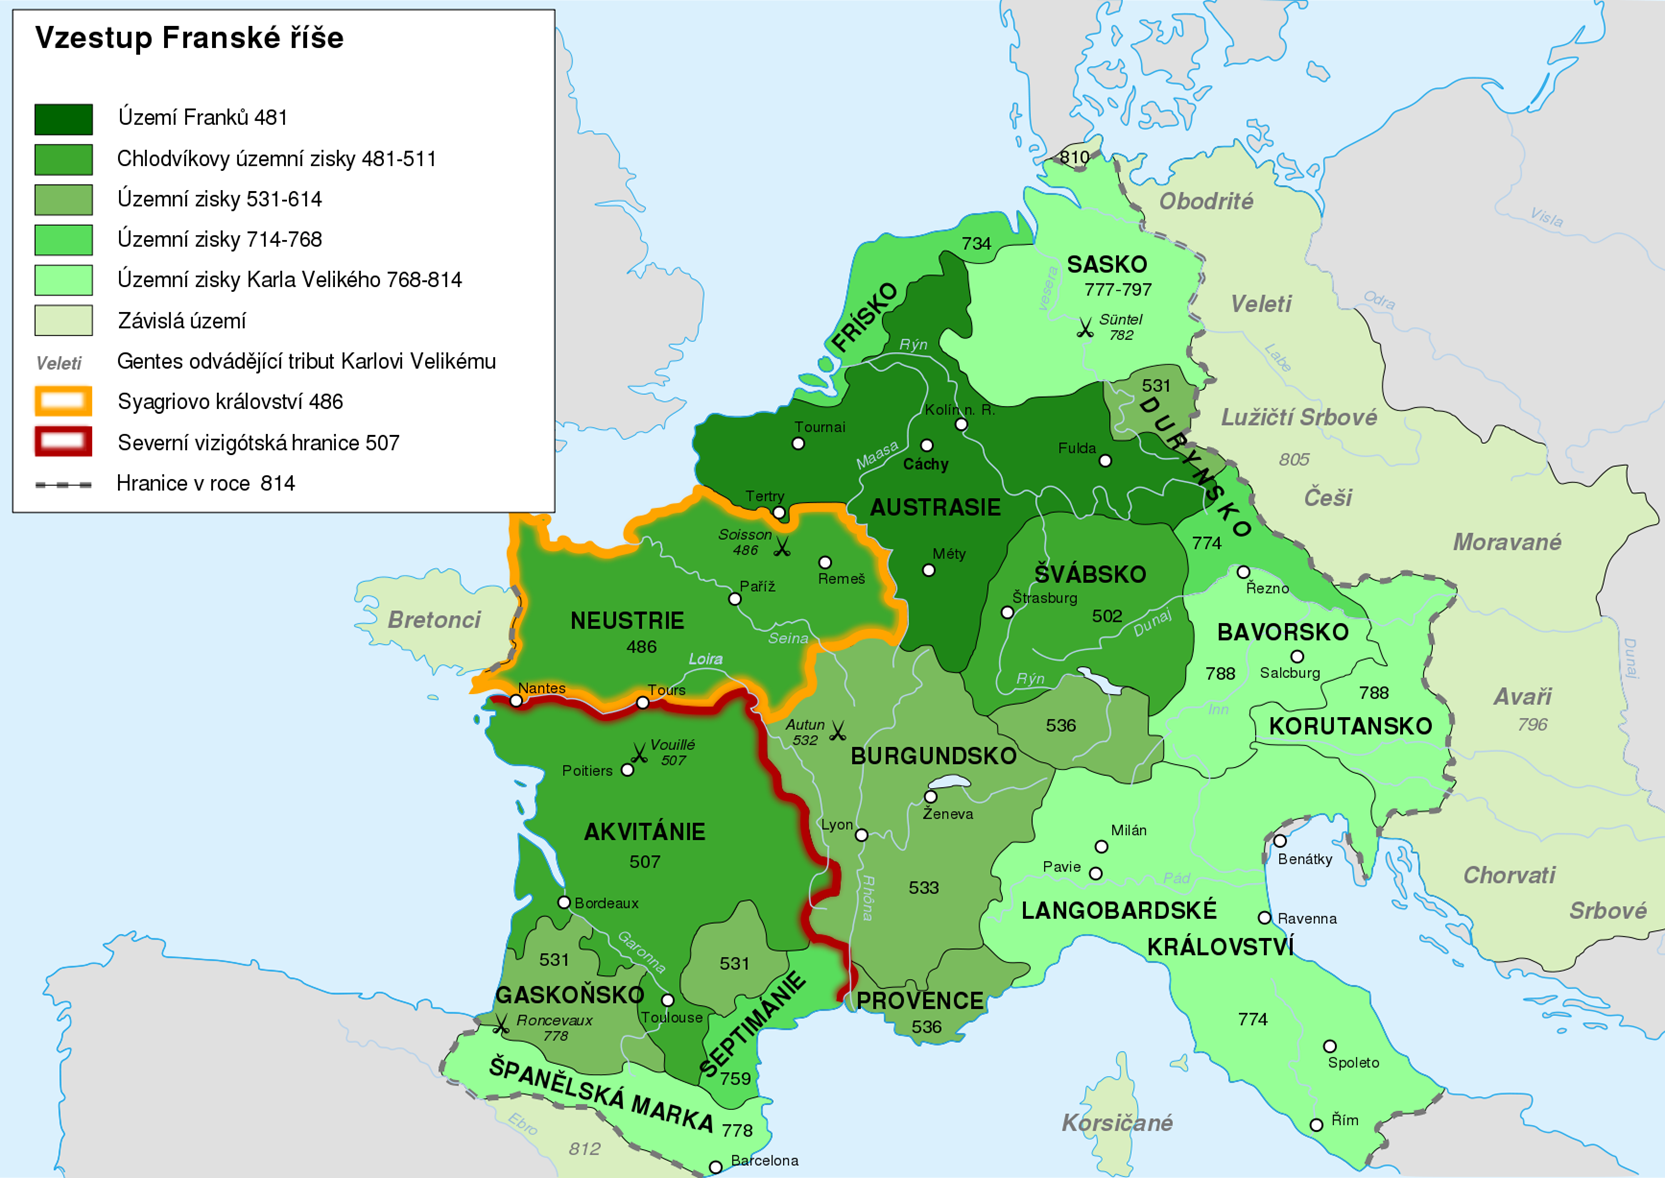 Vzestup Franské říše
Území Franků 481
Chlodvíkovy územní zisky 481-511
Územní zisky 531-614
Územní zisky 714-768
Územní zisky Karla Velikého 768-814
Závislá území
Veleti
Gentes odvádějící tribut Karlovi Velikému
Syagriovo království 486
Severní vizigótská hranice 507
Hranice v roce 814
810
Obodrité
Visla
734
SASKO
777-797
vesera
Süntel
782
Veleti
Odra
FRÍSKO
Rýn
Labe
531
DURYNSKO
Kolín n. R.
Tournai
Maasa
Cáchy
Fulda
Lužičtí Srbové
805
Češi
Tertry
AUSTRASIE
Soisson
486
Remeš
Méty
774
Moravané
ŠVÁBSKO
Štrasburg
502
Dunaj
Řezno
Paříž
Bretonci
NEUSTRIE
486
Seina
BAVORSKO
Salcburg
788
Dunaj
Loira
Rýn
788
Avaři
796
Nantes
Tours
Inn
KORUTANSKO
Autun
532
536
Vouillé
507
Poitiers
BURGUNDSKO
Ženeva
Lyon
AKVITÁNIE
507
Milán
Benátky
Pavie
Pád
Rhôna
533
Chorvati
Bordeaux
LANGOBARDSKÉ
KRÁLOVSTVÍ
Ravenna
Srbové
Garonna
531
531
GASKOŇSKO
Toulouse
SEPTIMÁNIE
759
PROVENCE
536
Roncevaux
778
774
Spoleto
ŠPANĚLSKÁ MARKA
778
Ebro
812
Barcelona
Korsičané
Řím